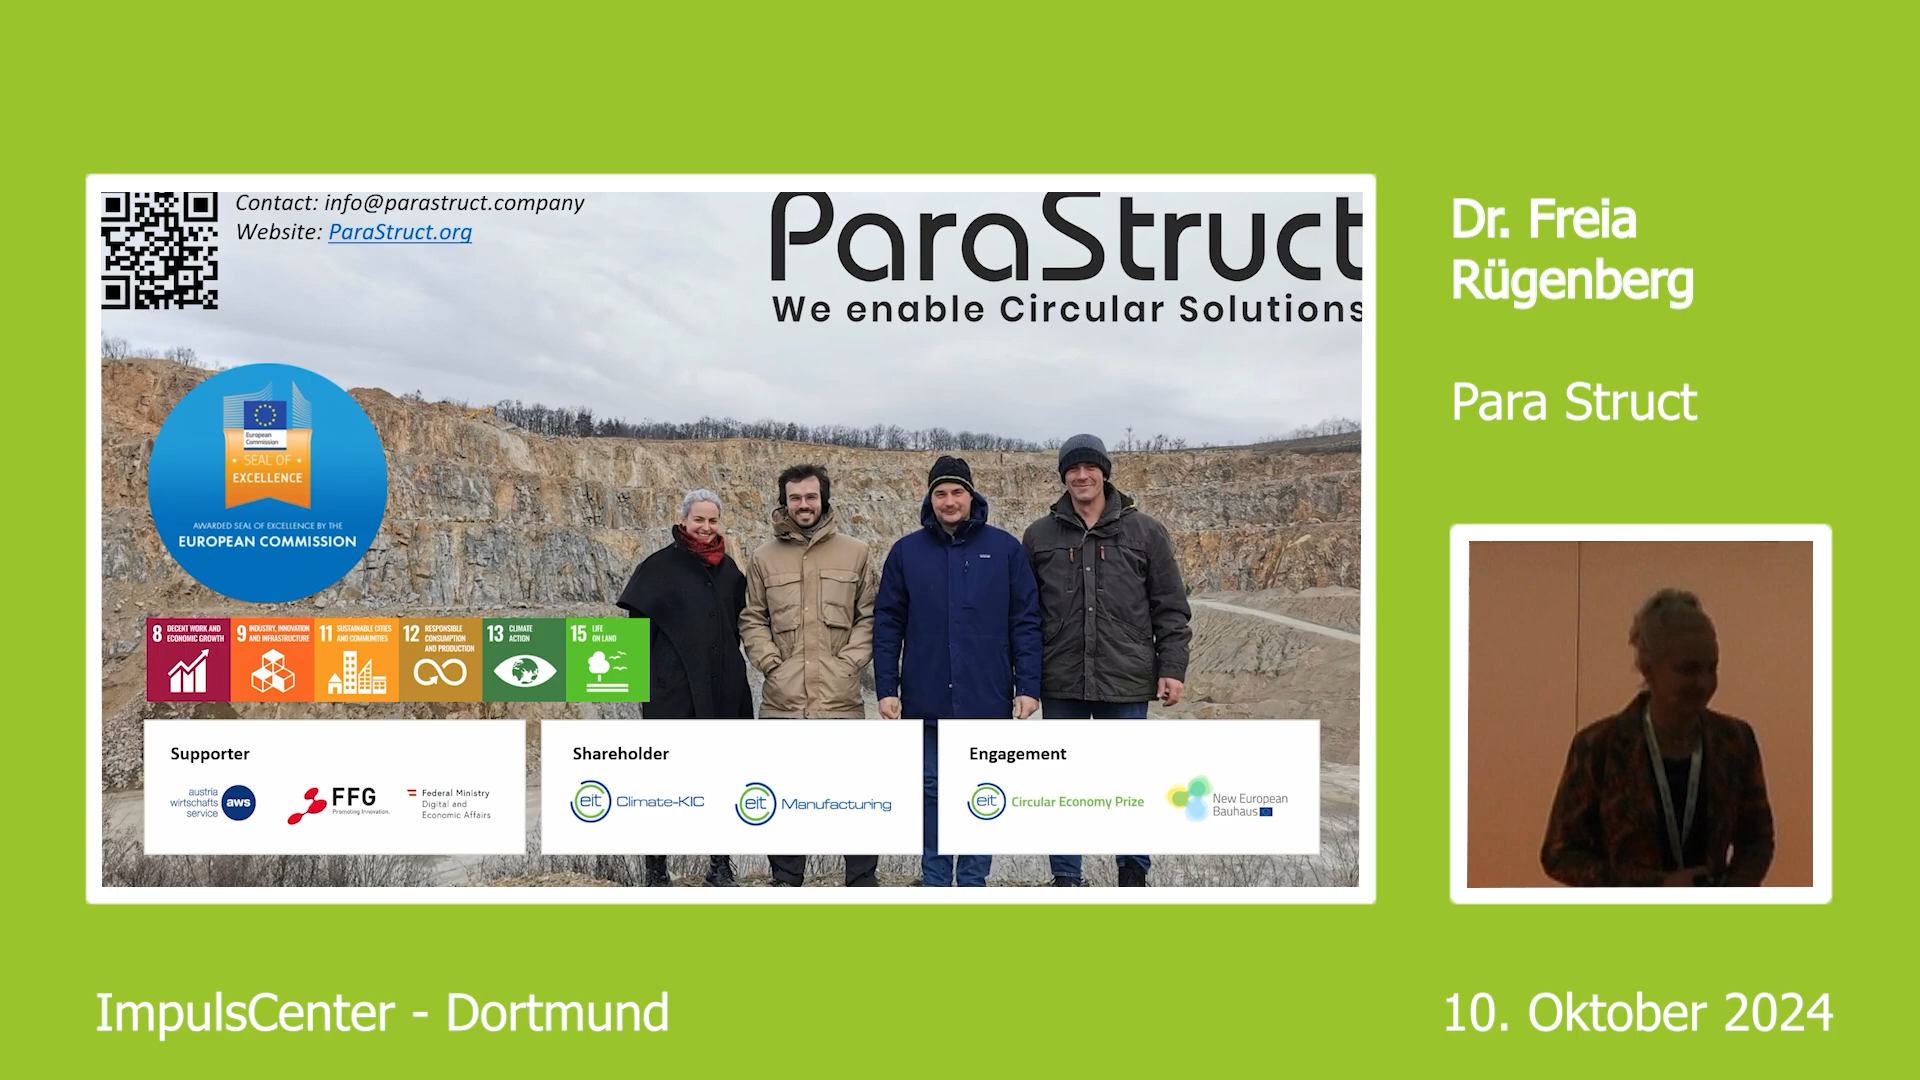 Contact: info@parastruct.company
Website: ParaStruct.org
ParaStruct
We enable Circular Solutions
Dr. Freia
Rügenberg
Para Struct
European
Commission
• SEAL OF •
EXCELLENCE
AWARDED SEAL OF EXCELLENCE BY THE
EUROPEAN COMMISSION
8 DECENT WORK AND
ECONOMIC GROWTH
9 INDUSTRY, INNOVATION
AND INFRASTRUCTURE
11 SUSTAINABLE CITIES
AND COMMUNITIES
12 RESPONSIBLE
CONSUMPTION
AND PRODUCTION
13 CLIMATE
ACTION
15 LIFE
ON LAND
Supporter
austria
wirtschafts
service
aws
FFG
Promoting Innovation.
Federal Ministry
Digital and
Economic Affairs
Shareholder
eit Climate-KIC
eit Manufacturing
Engagement
eit Circular Economy Prize
New European
Bauhaus
ImpulsCenter - Dortmund
10. Oktober 2024